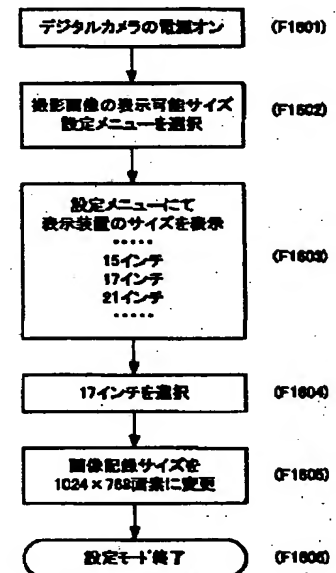 デジタルカメラの電源オン (F1601)
撮影画像の表示可能サイズ
設定メニューを選択 (F1602)
設定メニューにて
表示装置のサイズを表示
・・・・・
15インチ
17インチ (F1603)
21インチ
・・・・・
17インチを選択 (F1604)
画像記録サイズを
1024×768画素に変更 (F1605)
設定モード終了 (F1606)